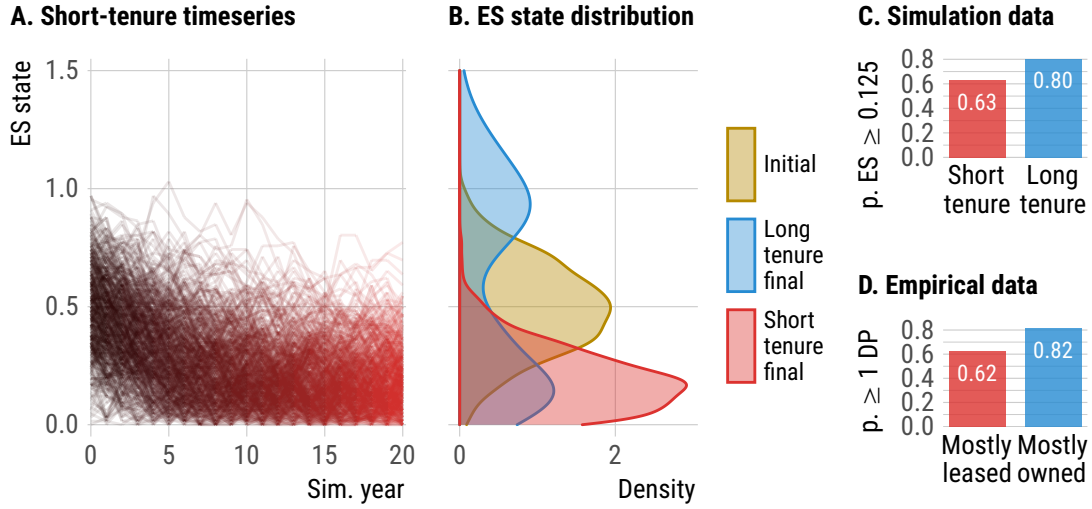 A. Short-tenure timeseries
ES state
1.5
1.0
0.5
0.0
0
5
10
15
20
Sim. year
B. ES state distribution
0
2
Density
Initial
Long
tenure
final
Short
tenure
final
C. Simulation data
p. ES ≥ 0.125
0.8
0.6
0.4
0.2
0.0
0.63
0.80
Short
tenure
Long
tenure
D. Empirical data
p. ≥ 1 DP
0.8
0.6
0.4
0.2
0.0
0.62
0.82
Mostly
leased
Mostly
owned